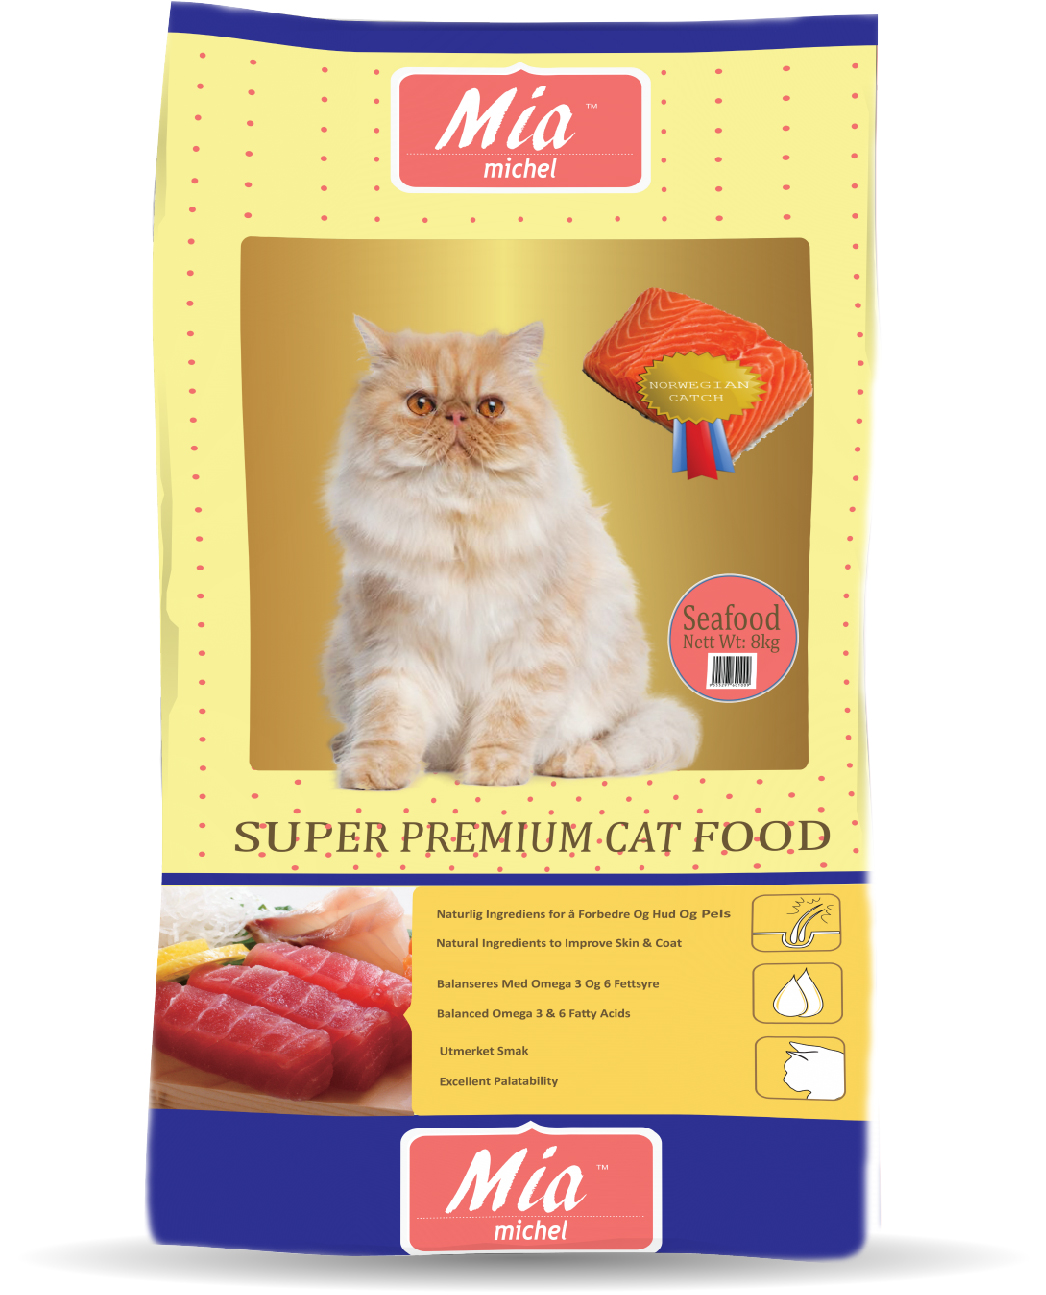 Mia™
michel
NORWEGIAN
CATCH
Seafood
Nett Wt: 8kg
SUPER PREMIUM CAT FOOD
Naturlig Ingrediens for å Forbedre Og Hud Og Pels
Natural Ingredients to Improve Skin & Coat
Balanseres Med Omega 3 Og 6 Fettsyre
Balanced Omega 3 & 6 Fatty Acids
Utmerket Smak
Excellent Palatability
Mia™
michel